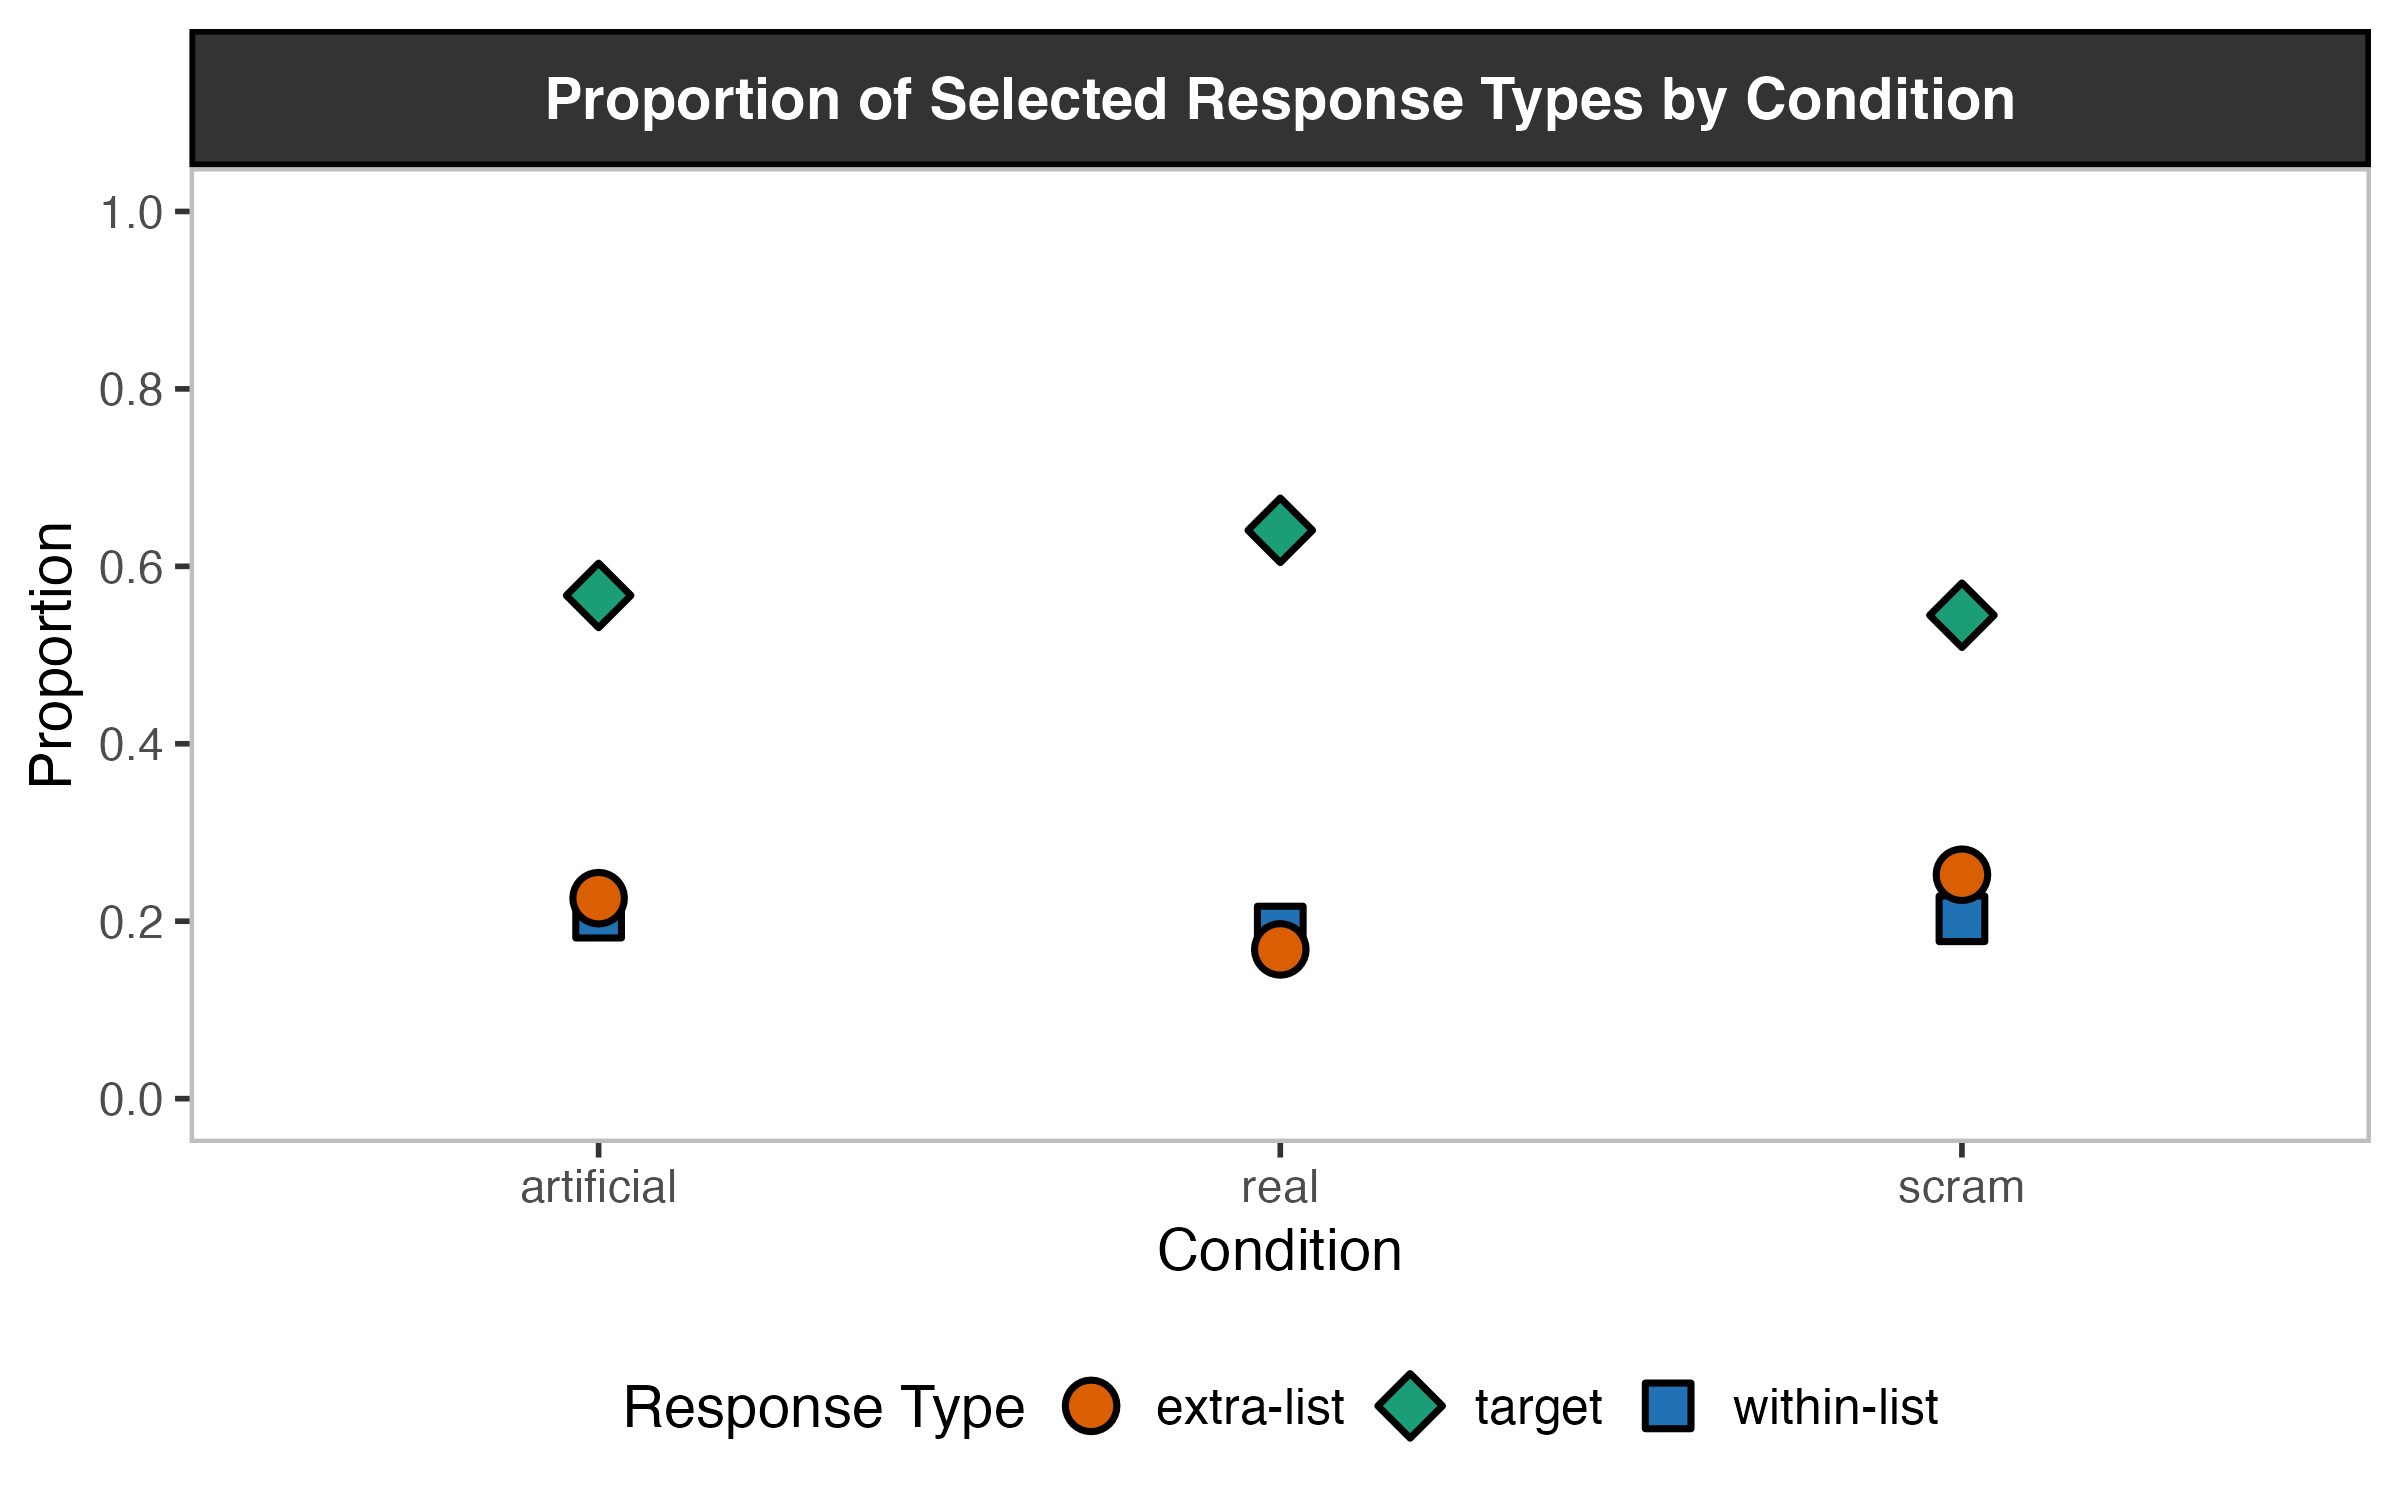 Proportion of Selected Response Types by Condition
1.0
0.8
0.6
0.4
0.2
0.0
Proportion
artificial real scram
Condition
Response Type extra-list target within-list